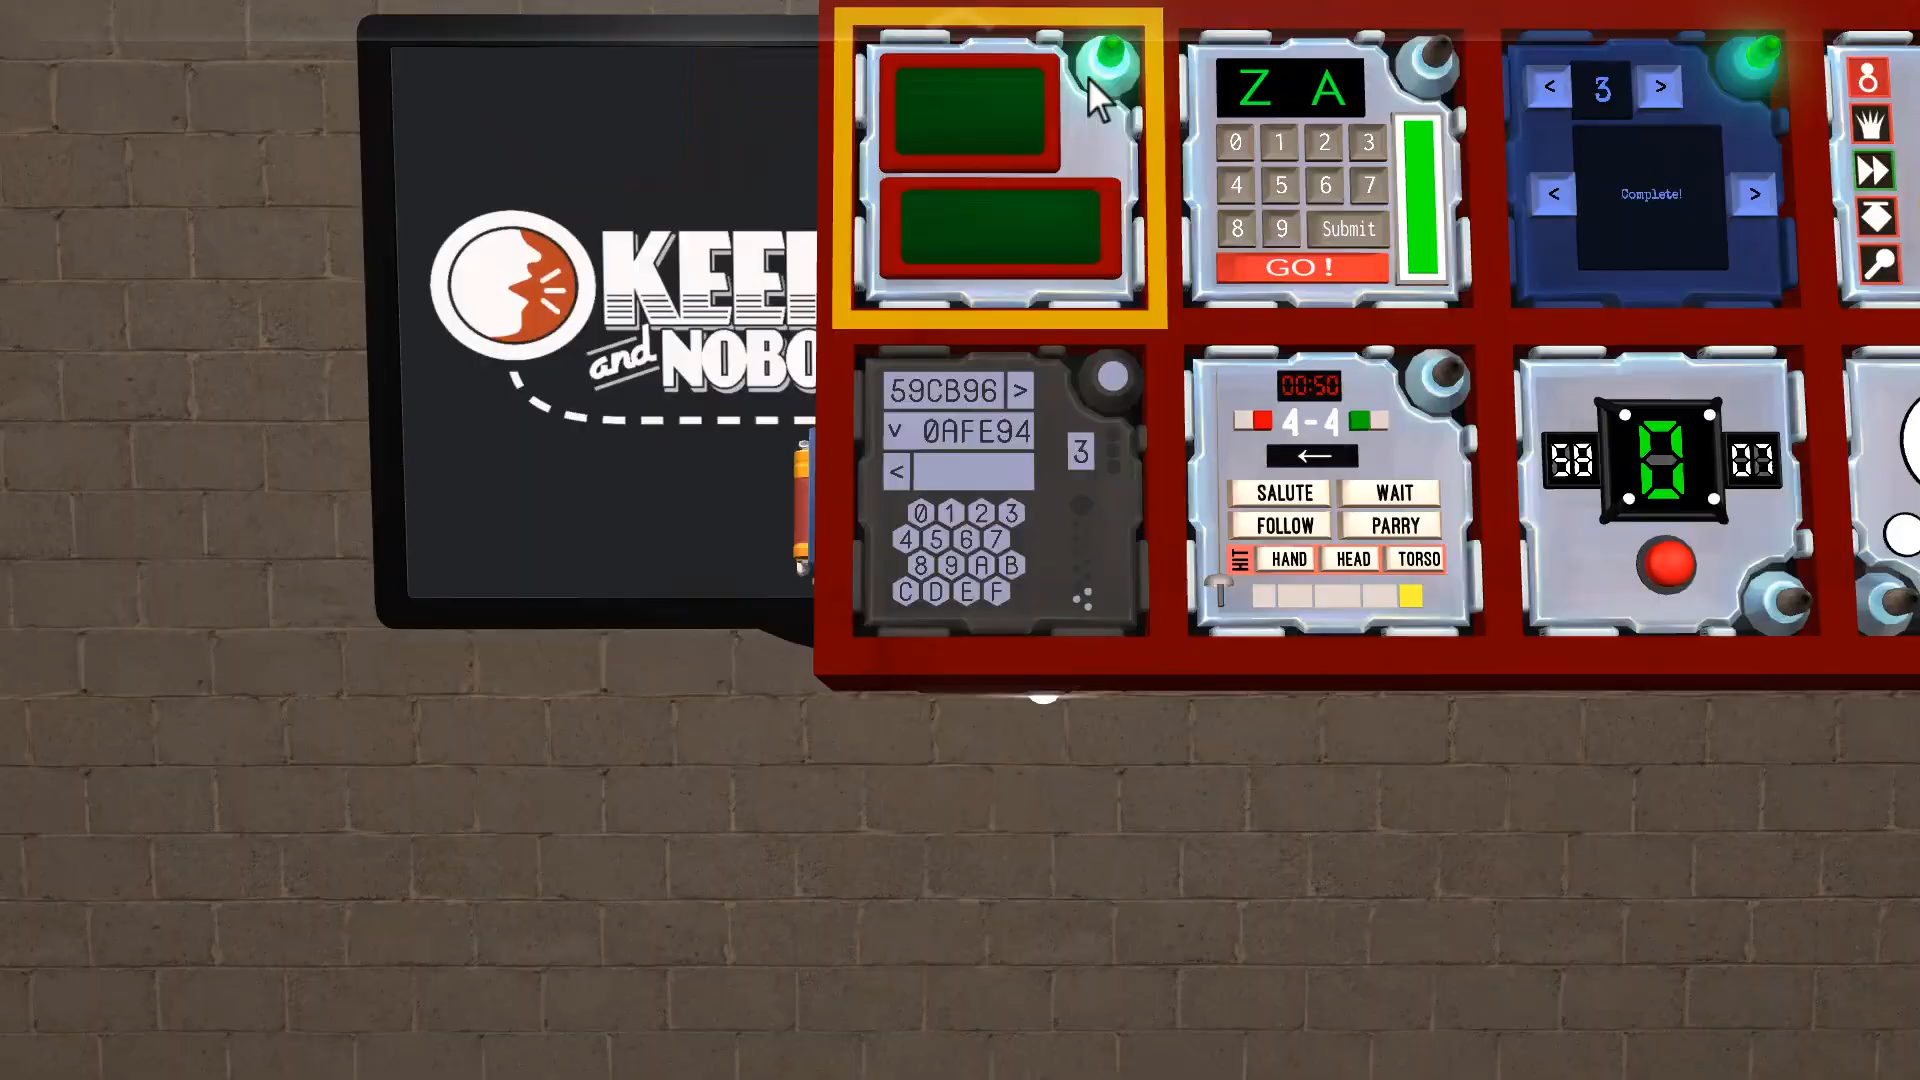 KEE
and NOBO
Z A
0 1 2 3
4 5 6 7
8 9 Submit
GO!
< 3 >
< Complete! >
59CB96 >
v 0AFE94
3
<
0 1 2 3
4 5 6 7
8 9 A B
C D E F
00:50
4-4
←
SALUTE WAIT
FOLLOW PARRY
HIT HAND HEAD TORSO
0